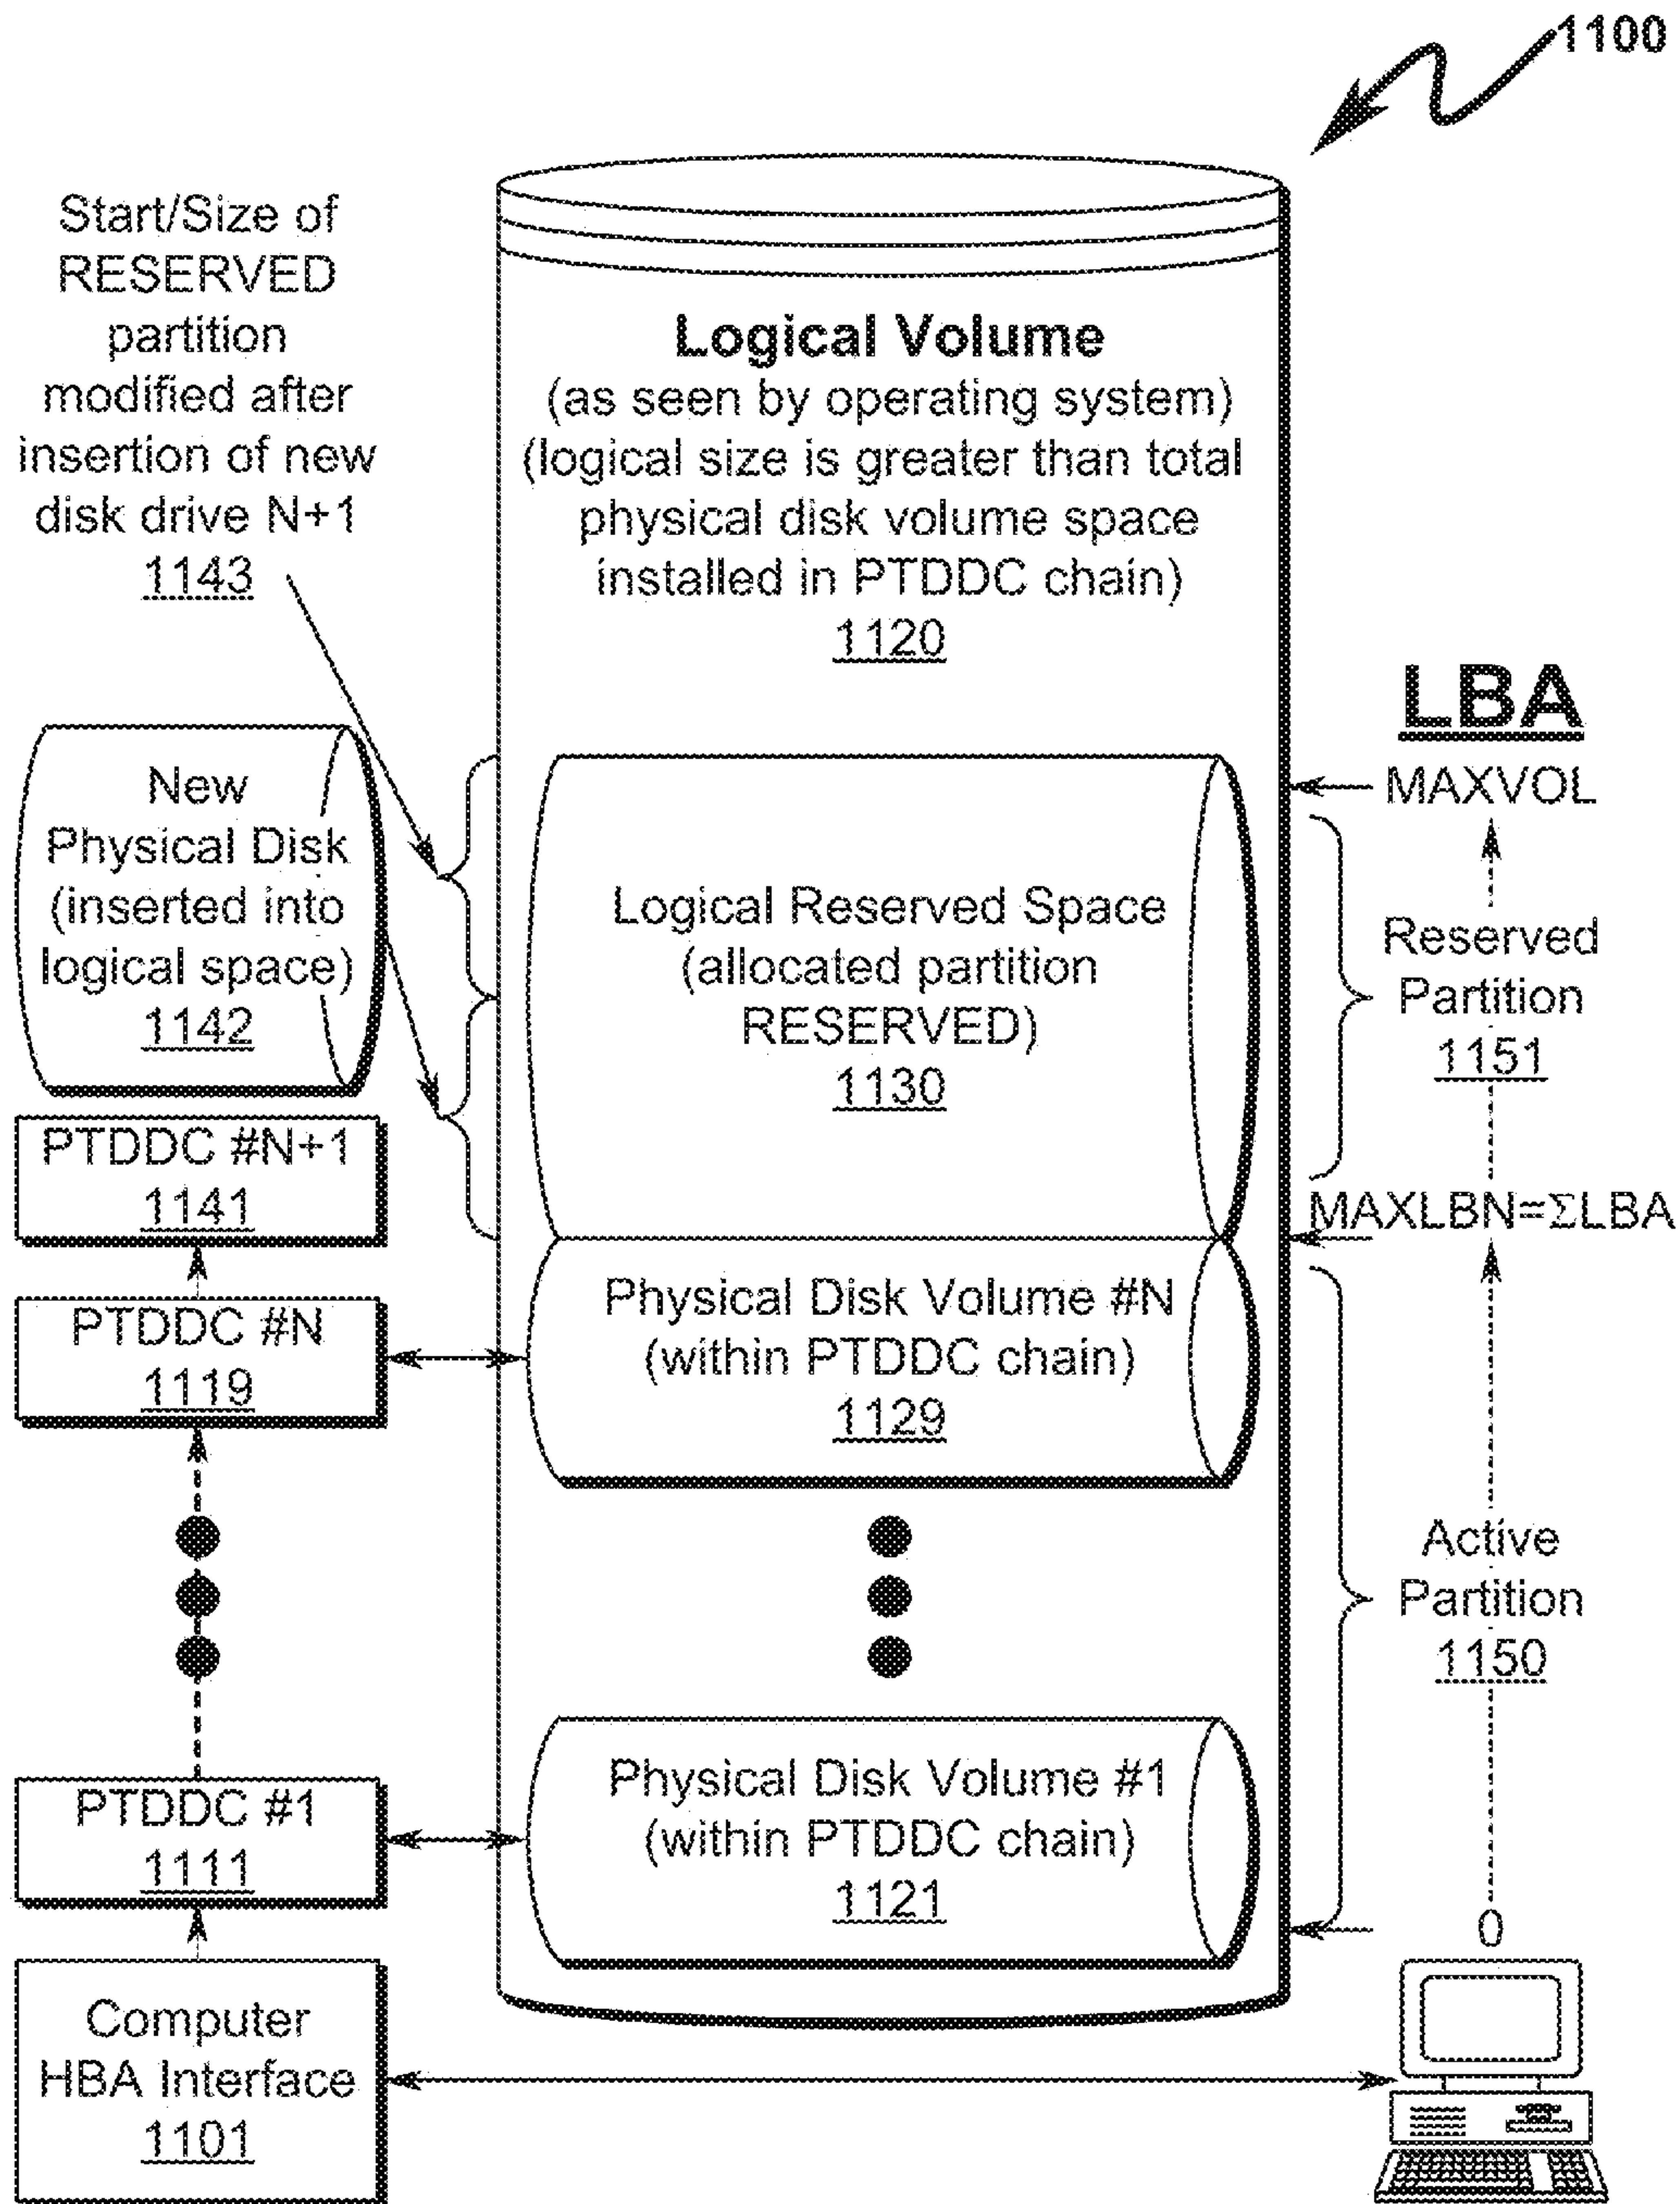 1100
Start/Size of
RESERVED
partition
modified after
insertion of new
disk drive N+1
1143
Logical Volume
(as seen by operating system)
(logical size is greater than total
physical disk volume space
installed in PTDDC chain)
1120
LBA
MAXVOL
New
Physical Disk
(inserted into
logical space)
1142
Logical Reserved Space
(allocated partition
RESERVED)
1130
Reserved
Partition
1151
PTDDC #N+1
1141
MAXLBN=ΣLBA
PTDDC #N
1119
Physical Disk Volume #N
(within PTDDC chain)
1129
Active
Partition
1150
PTDDC #1
1111
Physical Disk Volume #1
(within PTDDC chain)
1121
0
Computer
HBA Interface
1101